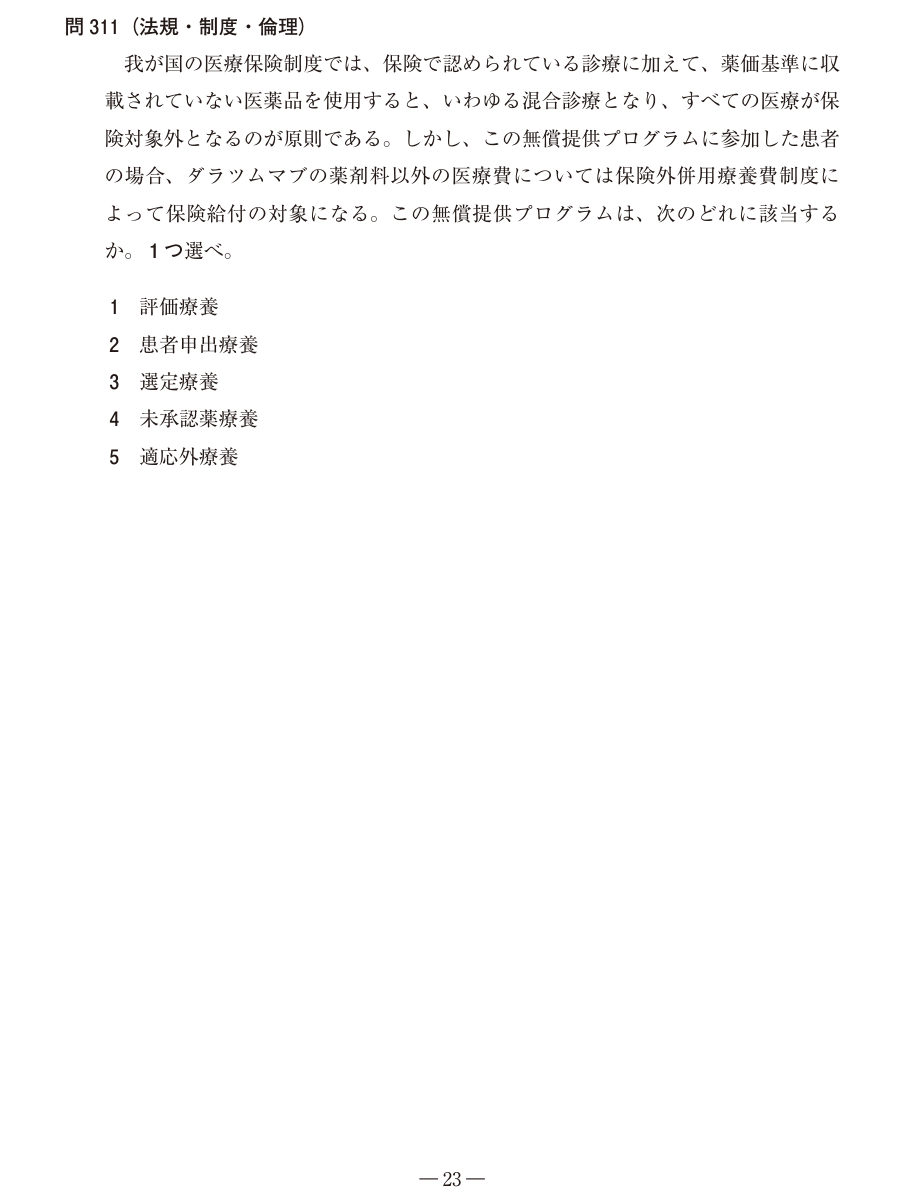 問 311（法規・制度・倫理）
我が国の医療保険制度では、保険で認められている診療に加えて、薬価基準に収
載されていない医薬品を使用すると、いわゆる混合診療となり、すべての医療が保
険対象外となるのが原則である。しかし、この無償提供プログラムに参加した患者
の場合、ダラツムマブの薬剤料以外の医療費については保険外併用療養費制度に
よって保険給付の対象になる。この無償提供プログラムは、次のどれに該当する
か。1つ選べ。
1 評価療養
2 患者申出療養
3 選定療養
4 未承認薬療養
5 適応外療養
― 23 ―